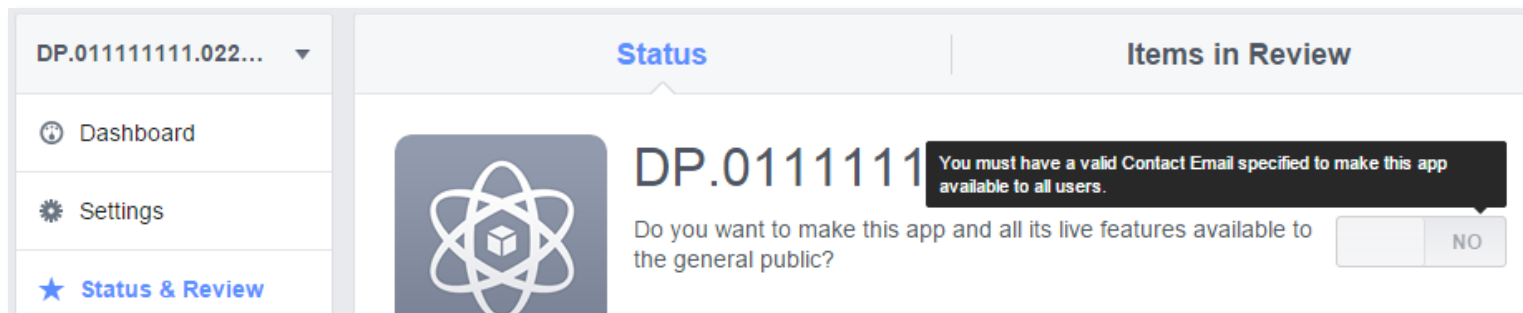 DP.011111111.022...
Status
Items in Review
Dashboard
Settings
Status & Review
DP.0111111
You must have a valid Contact Email specified to make this app
available to all users.
Do you want to make this app and all its live features available to
the general public?
NO